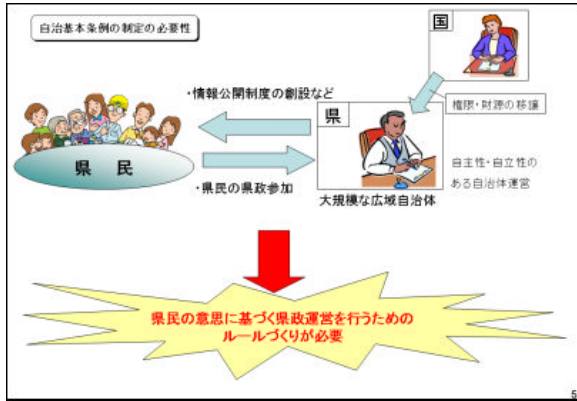 自治基本条例の制定の必要性
国
・情報公開制度の創設など
権限・財源の移譲
県
県 民
自主性・自立性の
ある自治体運営
・県民の県政参加
大規模な広域自治体
県民の意思に基づく県政運営を行うための
ルールづくりが必要
5